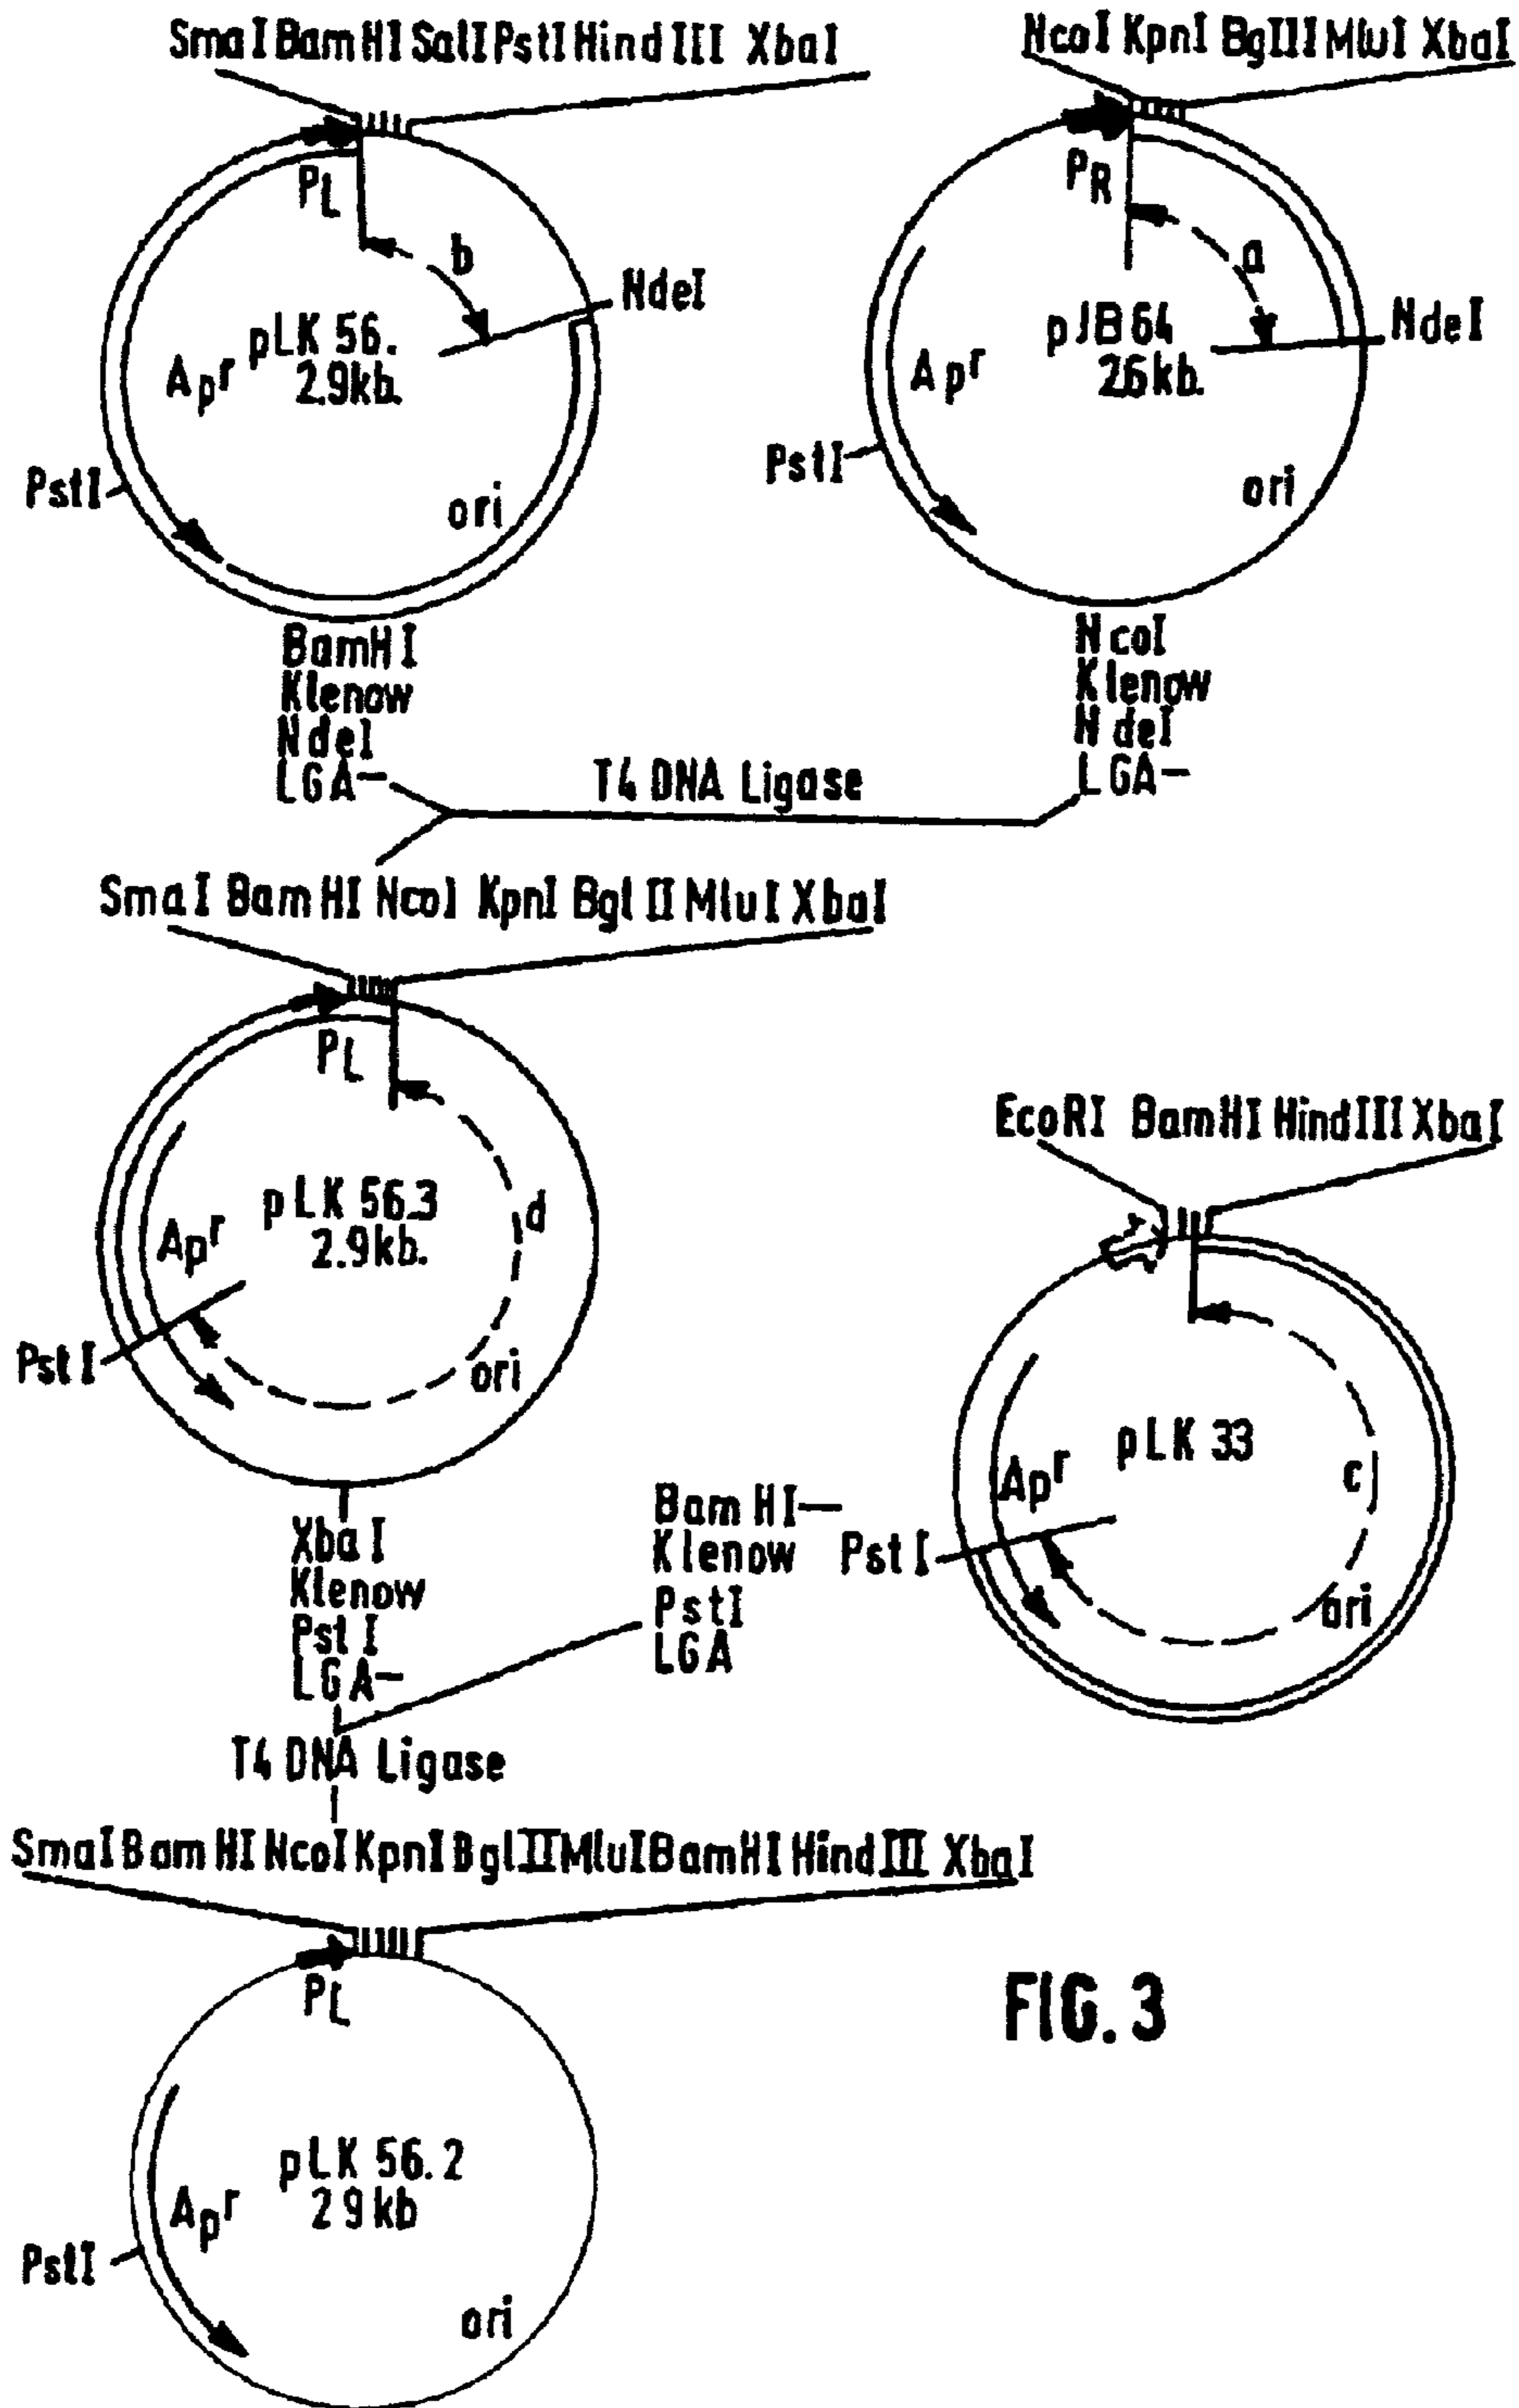 SmaI BamHI SalI PstI HindIII XbaI
NcoI KpnI BglII MluI XbaI
PL
b
NdeI
pLK 56.
2.9kb.
Apr
PstI
ori
PR
a
NdeI
pJB64
2.6kb.
Apr
PstI
ori
BamHI
Klenow
NdeI
LGA-
NcoI
Klenow
NdeI
LGA-
T4 DNA Ligase
SmaI BamHI NcoI KpnI BglII MluI XbaI
PL
d
pLK 56.3
2.9kb.
Apr
PstI
ori
EcoRI BamHI HindIII XbaI
pLK 33
c
Apr
PstI
ori
XbaI
Klenow
PstI
LGA-
BamHI-
Klenow
PstI
LGA
T4 DNA Ligase
SmaI BamHI NcoI KpnI BglII MluI BamHI HindIII XbaI
PL
pLK 56.2
29kb
Apr
PstI
ori
FIG. 3